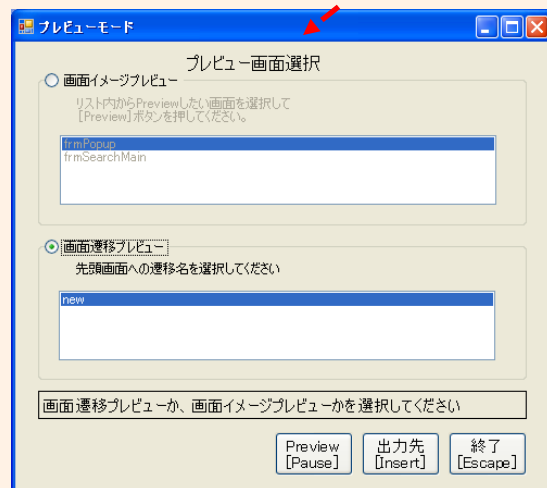 プレビューモード
プレビュー画面選択
画面イメージプレビュー
リスト内からPreviewしたい画面を選択して
[Preview]ボタンを押してください。
frmPopup
frmSearchMain
画面遷移プレビュー
先頭画面への遷移名を選択してください
new
画面遷移プレビューか、画面イメージプレビューかを選択してください
Preview
[Pause]
出力先
[Insert]
終了
[Escape]